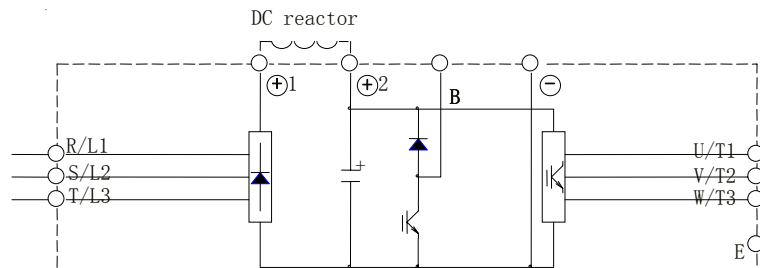 DC reactor
⊕1
⊕2
B
⊖
R/L1
S/L2
T/L3
+
U/T1
V/T2
W/T3
E